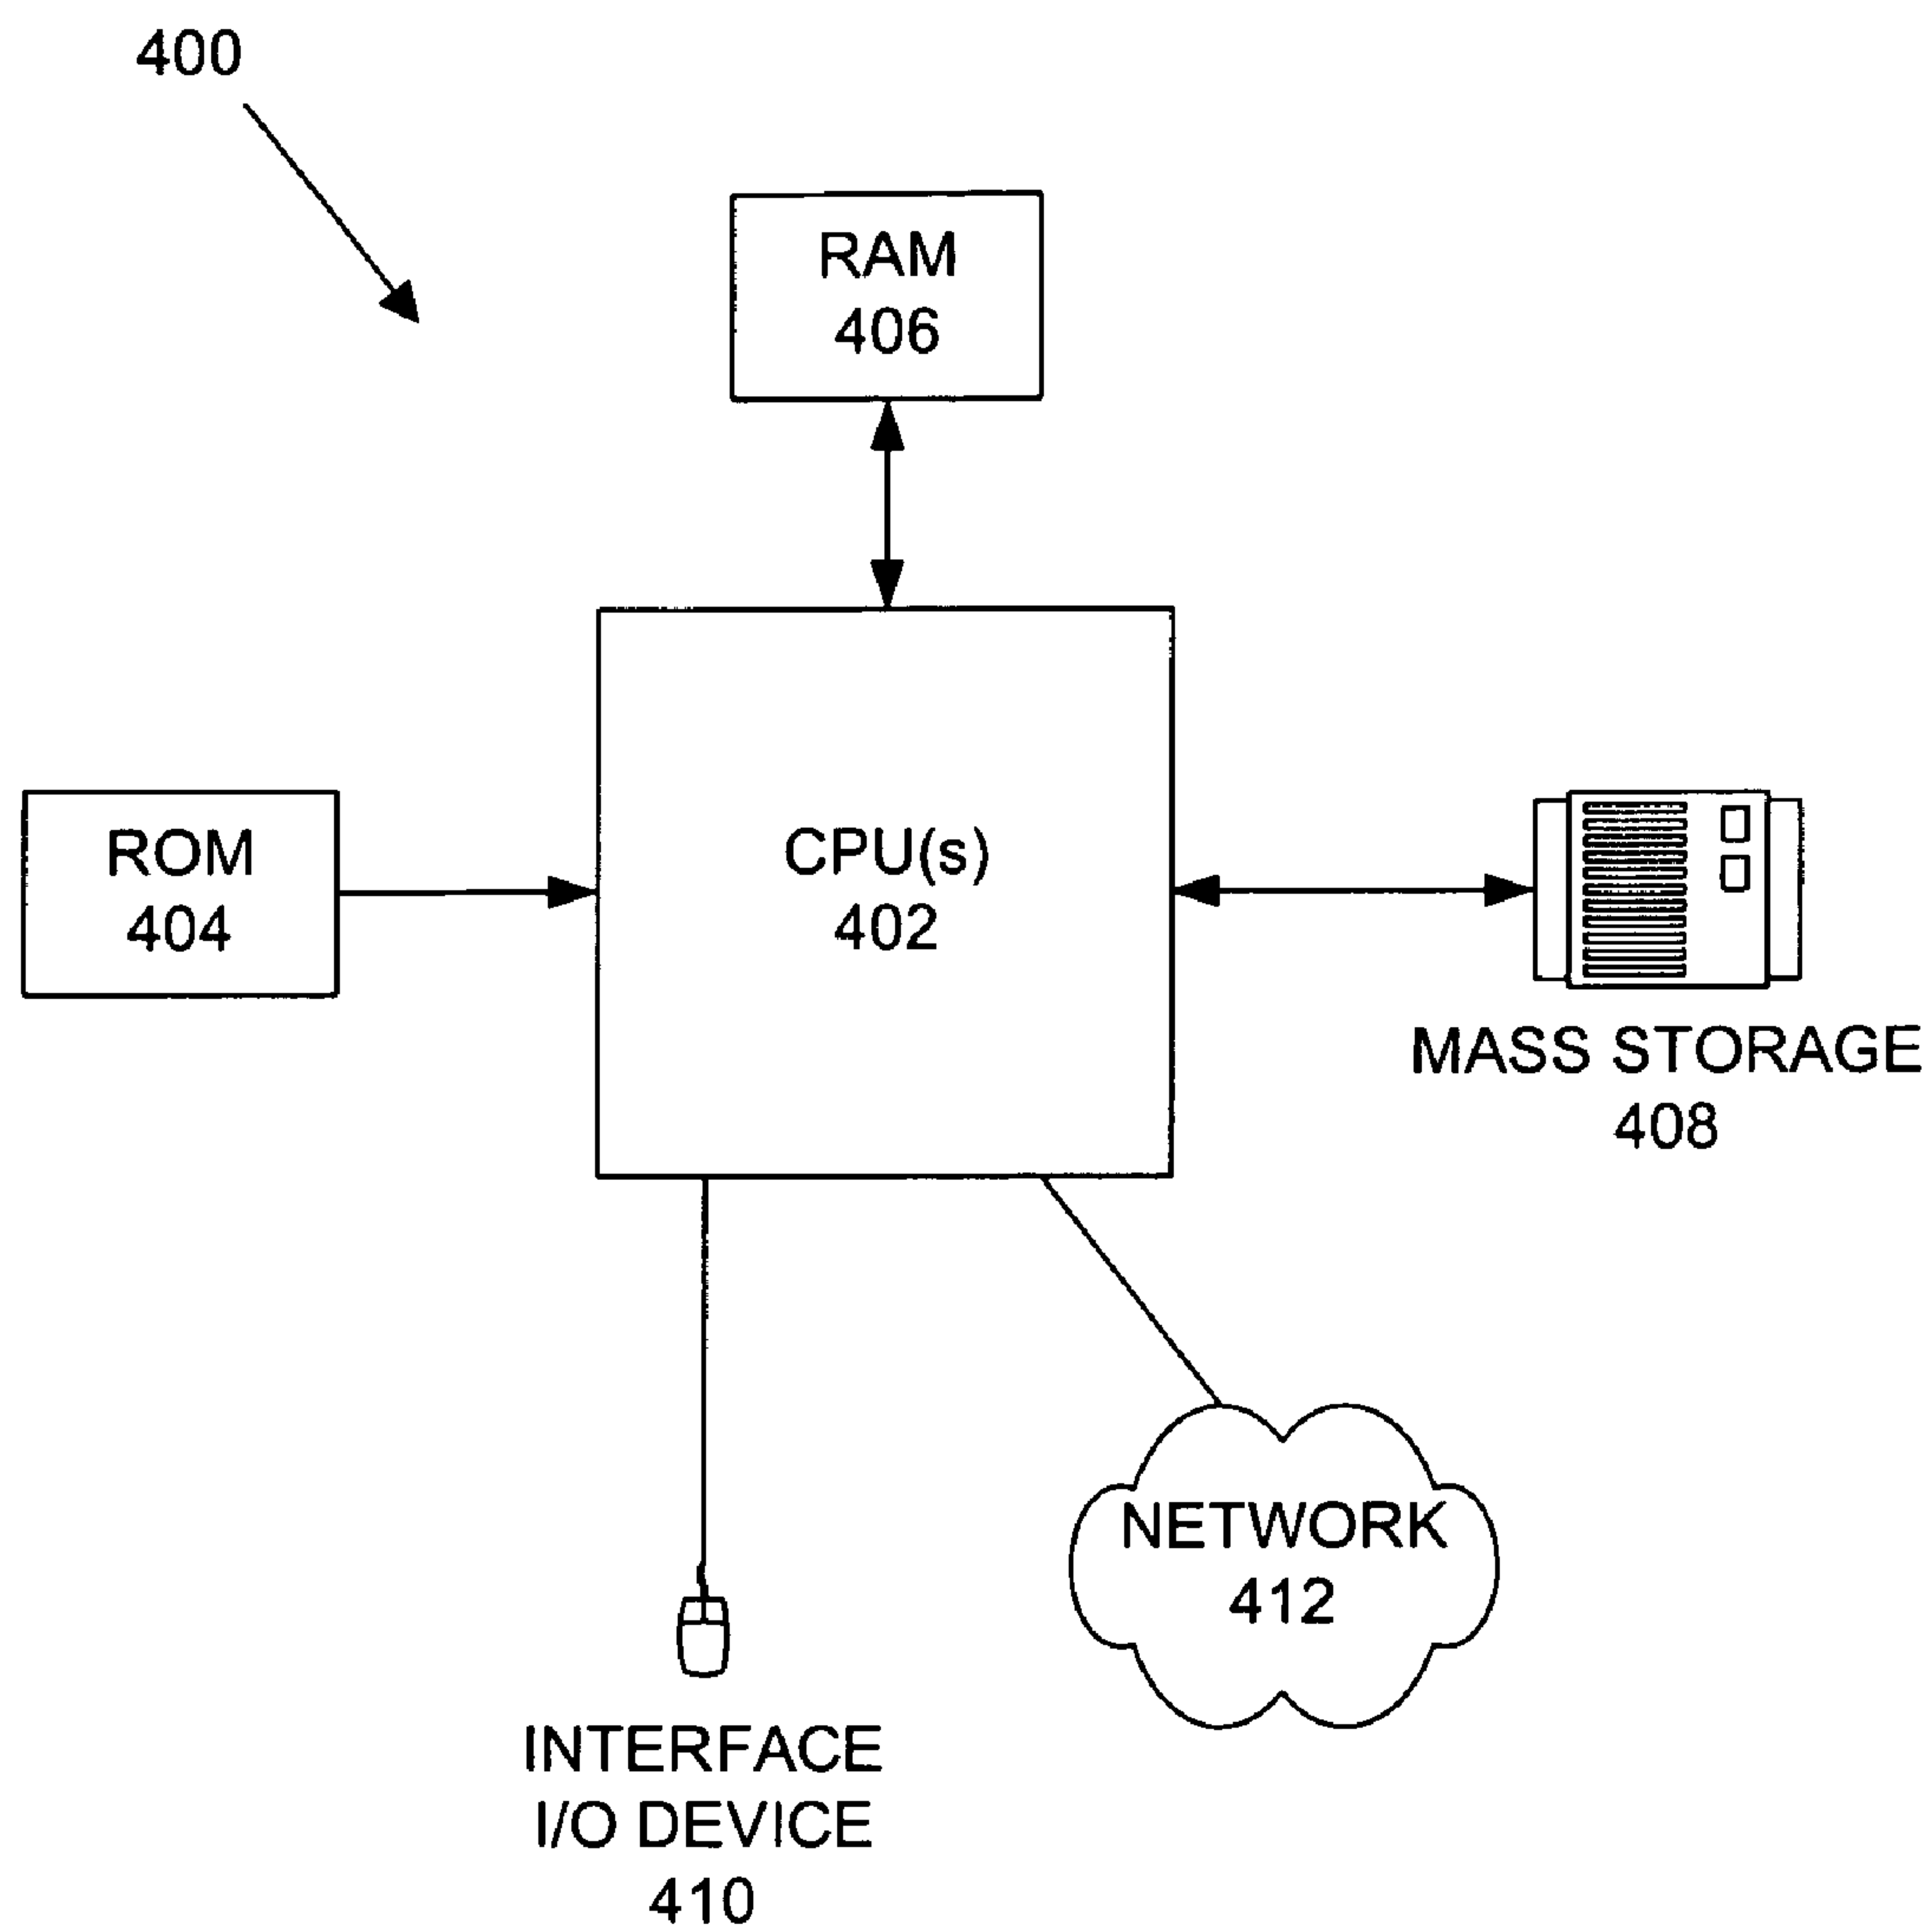 400
RAM
406
ROM
404
CPU(s)
402
MASS STORAGE
408
NETWORK
412
INTERFACE
I/O DEVICE
410